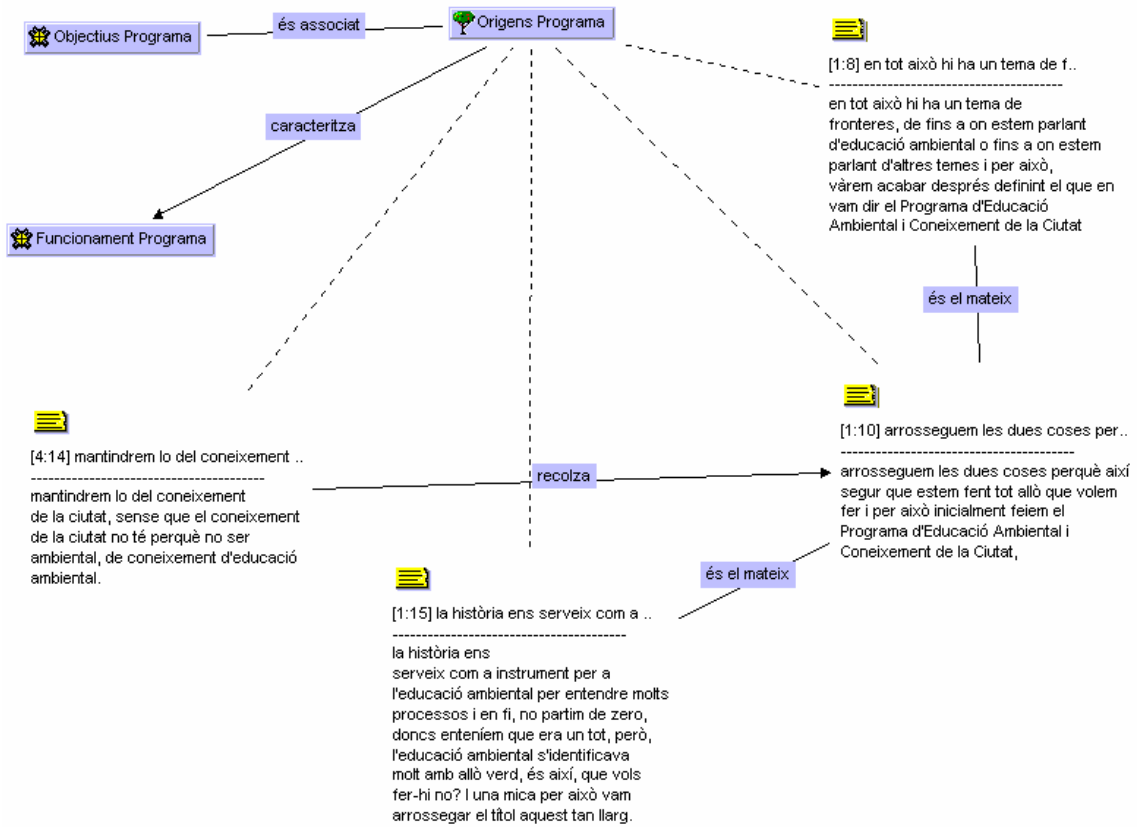 Objectius Programa
és associat
Origens Programa
caracteritza
Funcionament Programa
[1:8] en tot això hi ha un tema de f..
----------------------------------------
en tot això hi ha un tema de
fronteres, de fins a on estem parlant
d'educació ambiental o fins a on estem
parlant d'altres temes i per això,
vàrem acabar després definint el que en
vam dir el Programa d'Educació
Ambiental i Coneixement de la Ciutat
és el mateix
[4:14] mantindrem lo del coneixement ..
----------------------------------------
mantindrem lo del coneixement
de la ciutat, sense que el coneixement
de la ciutat no té perquè no ser
ambiental, de coneixement d'educació
ambiental.
recolza
[1:10] arrosseguem les dues coses per..
----------------------------------------
arrosseguem les dues coses perquè així
segur que estem fent tot allò que volem
fer i per això inicialment feiem el
Programa d'Educació Ambiental i
Coneixement de la Ciutat,
és el mateix
[1:15] la història ens serveix com a ..
----------------------------------------
la història ens
serveix com a instrument per a
l'educació ambiental per entendre molts
processos i en fi, no partim de zero,
doncs enteníem que era un tot, però,
l'educació ambiental s'identificava
molt amb allò verd, és així, que vols
fer-hi no? I una mica per això vam
arrossegar el títol aquest tan llarg.